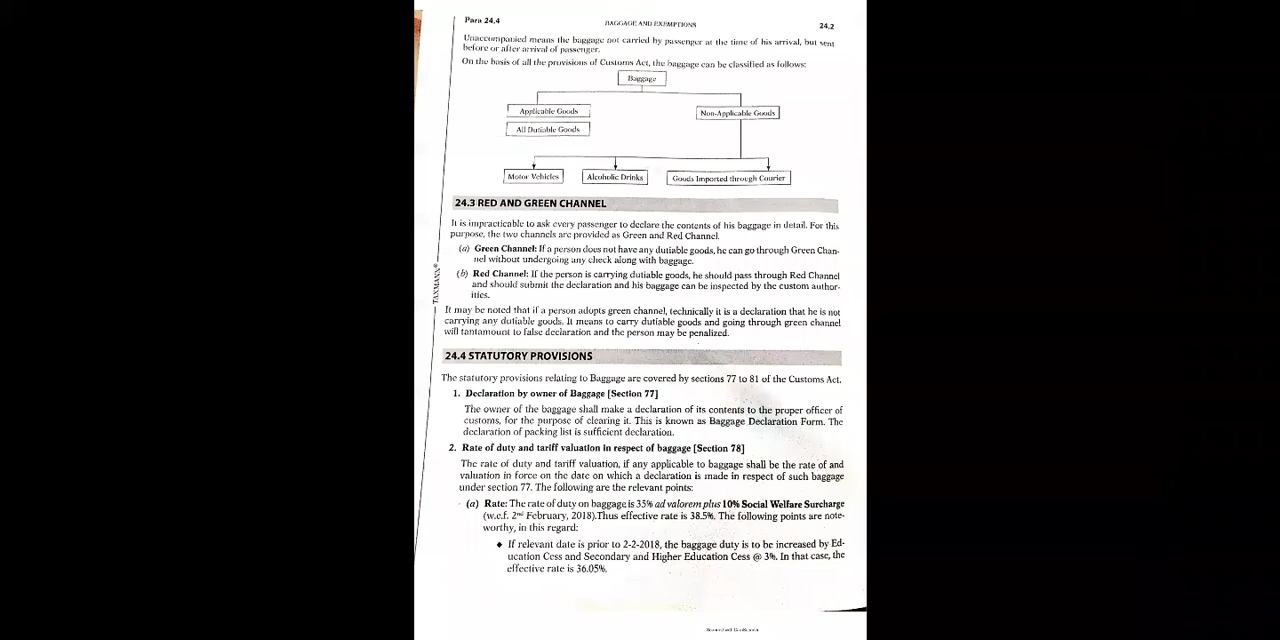 Para 24.4 BAGGAGE AND EXEMPTIONS 24.2
Unaccompanied means the baggage not carried by passenger at the time of his arrival, but sent
before or after arrival of passenger.
On the basis of all the provisions of Customs Act, the baggage can be classified as follows:
Baggage
Applicable Goods
Non-Applicable Goods
All Dutiable Goods
Motor Vehicles
Alcoholic Drinks
Goods Imported through Courier
24.3 RED AND GREEN CHANNEL
It is impracticable to ask every passenger to declare the contents of his baggage in detail. For this
purpose, the two channels are provided as Green and Red Channel.
(a) Green Channel: If a person does not have any dutiable goods, he can go through Green Chan-
nel without undergoing any check along with baggage.
(b) Red Channel: If the person is carrying dutiable goods, he should pass through Red Channel
and should submit the declaration and his baggage can be inspected by the custom author-
ities.
TAXMANN®
It may be noted that if a person adopts green channel, technically it is a declaration that he is not
carrying any dutiable goods. It means to carry dutiable goods and going through green channel
will tantamount to false declaration and the person may be penalized.
24.4 STATUTORY PROVISIONS
The statutory provisions relating to Baggage are covered by sections 77 to 81 of the Customs Act.
1. Declaration by owner of Baggage [Section 77]
The owner of the baggage shall make a declaration of its contents to the proper officer of
customs, for the purpose of clearing it. This is known as Baggage Declaration Form. The
declaration of packing list is sufficient declaration.
2. Rate of duty and tariff valuation in respect of baggage [Section 78]
The rate of duty and tariff valuation, if any applicable to baggage shall be the rate of and
valuation in force on the date on which a declaration is made in respect of such baggage
under section 77. The following are the relevant points:
(a) Rate: The rate of duty on baggage is 35% ad valorem plus 10% Social Welfare Surcharge
(w.e.f. 2nd February, 2018).Thus effective rate is 38.5%. The following points are note-
worthy, in this regard:
◆ If relevant date is prior to 2-2-2018, the baggage duty is to be increased by Ed-
ucation Cess and Secondary and Higher Education Cess @ 3%. In that case, the
effective rate is 36.05%.
Scanned with CamScanner